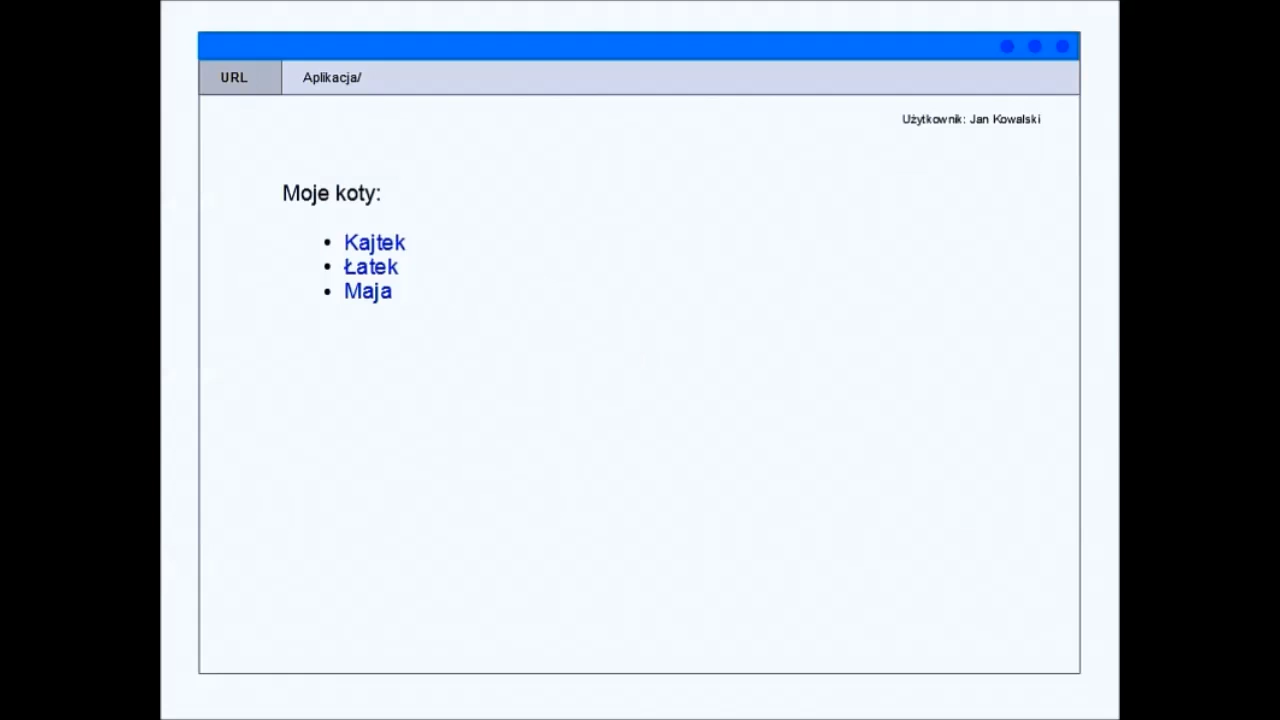 URL Aplikacja/
Użytkownik: Jan Kowalski
Moje koty:
• Kajtek
• Łatek
• Maja